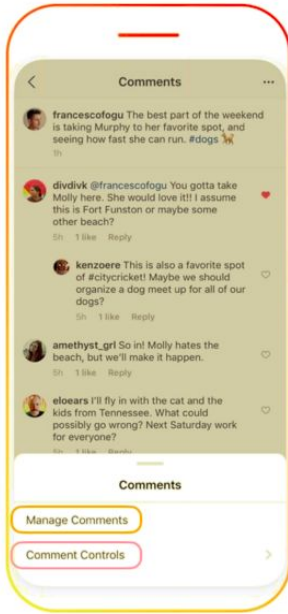 Comments
francescofogu The best part of the weekend
is taking Murphy to her favorite spot, and
seeing how fast she can run. #dogs
1h
divdivk @francescofogu You gotta take
Molly here. She would love it!! I assume
this is Fort Funston or maybe some
other beach?
5h 1 like Reply
kenzoere This is also a favorite spot
of #citycricket! Maybe we should
organize a dog meet up for all of our
dogs?
5h 1 like Reply
amethyst_grl So in! Molly hates the
beach, but we'll make it happen.
5h 1 like Reply
eloears I'll fly in with the cat and the
kids from Tennessee. What could
possibly go wrong? Next Saturday work
for everyone?
5h 1 like Reply
Comments
Manage Comments
Comment Controls